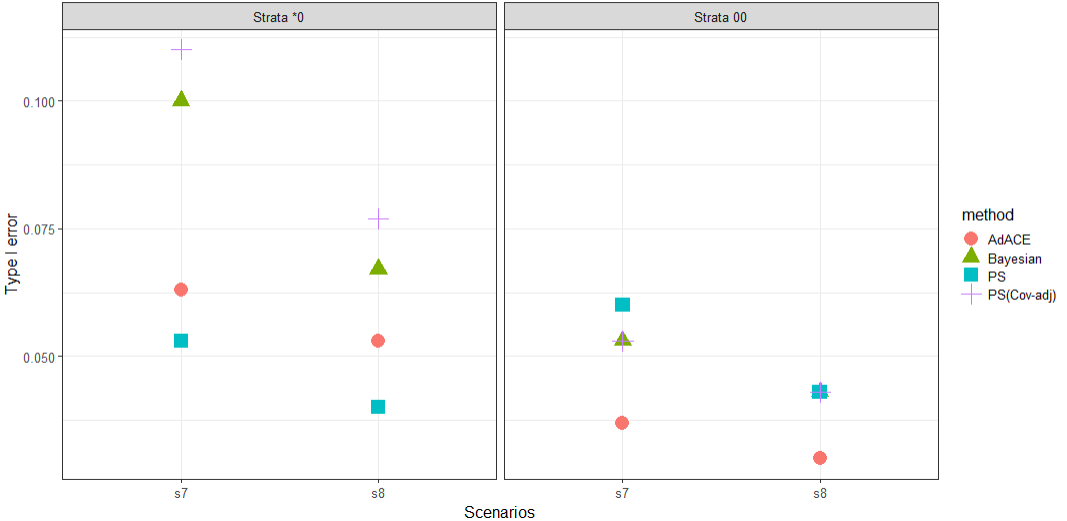 Strata *0
Strata 00
Type I error
0.100
0.075
0.050
s7
s8
s7
s8
Scenarios
method
AdACE
Bayesian
PS
PS(Cov-adj)